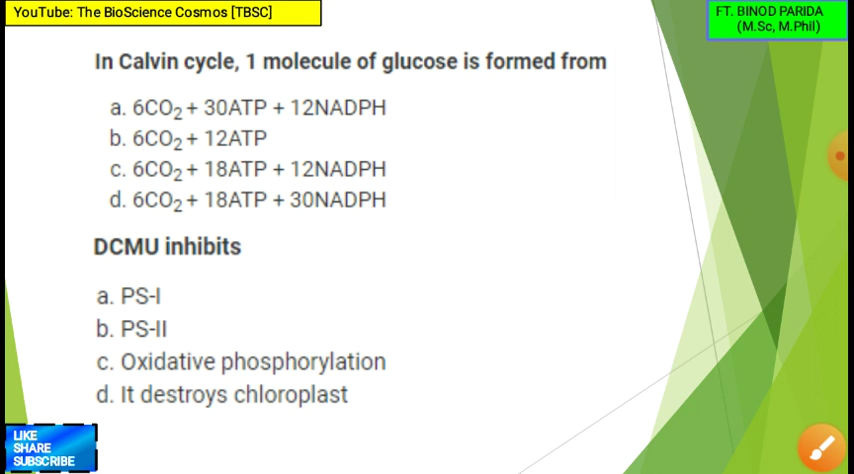 YouTube: The BioScience Cosmos [TBSC]
FT. BINOD PARIDA
(M.Sc, M.Phil)
In Calvin cycle, 1 molecule of glucose is formed from
a. 6CO₂ + 30ATP + 12NADPH
b. 6CO₂ + 12ATP
c. 6CO₂ + 18ATP + 12NADPH
d. 6CO₂ + 18ATP + 30NADPH
DCMU inhibits
a. PS-I
b. PS-II
c. Oxidative phosphorylation
d. It destroys chloroplast
LIKE
SHARE
SUBSCRIBE